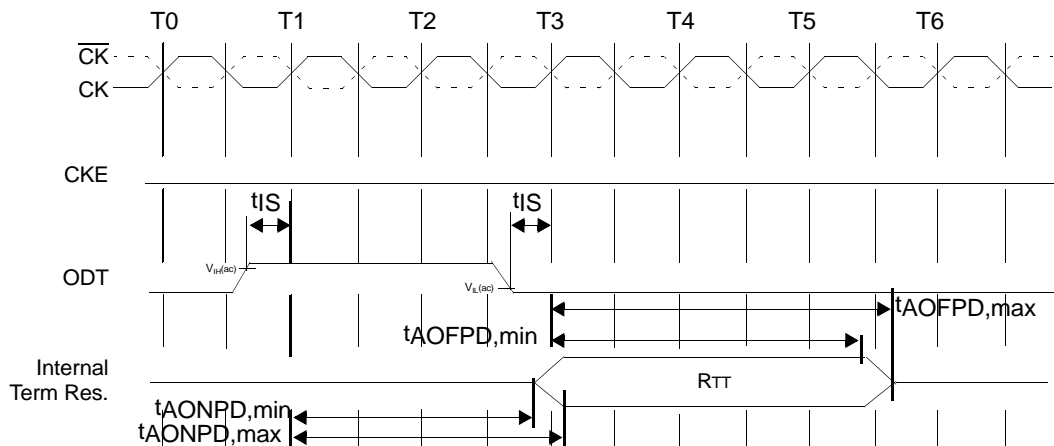 T0 T1 T2 T3 T4 T5 T6
CK
CK
CKE
tIS tIS
VIH(ac)
ODT
VIL(ac)
tAOFPD,max
tAOFPD,min
Internal
Term Res.
RTT
tAONPD,min
tAONPD,max